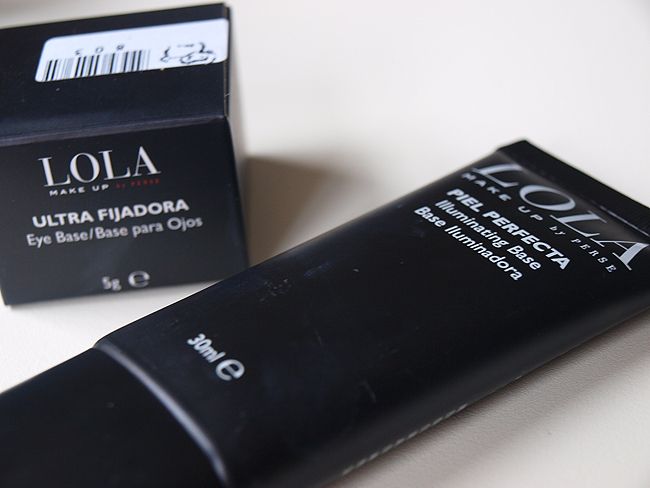 LOLA
MAKE UP by PERSE
ULTRA FIJADORA
Eye Base/Base para Ojos
5g e
LOLA
MAKE UP by PERSE
PIEL PERFECTA
Illuminating Base
Base Iluminadora
30ml e